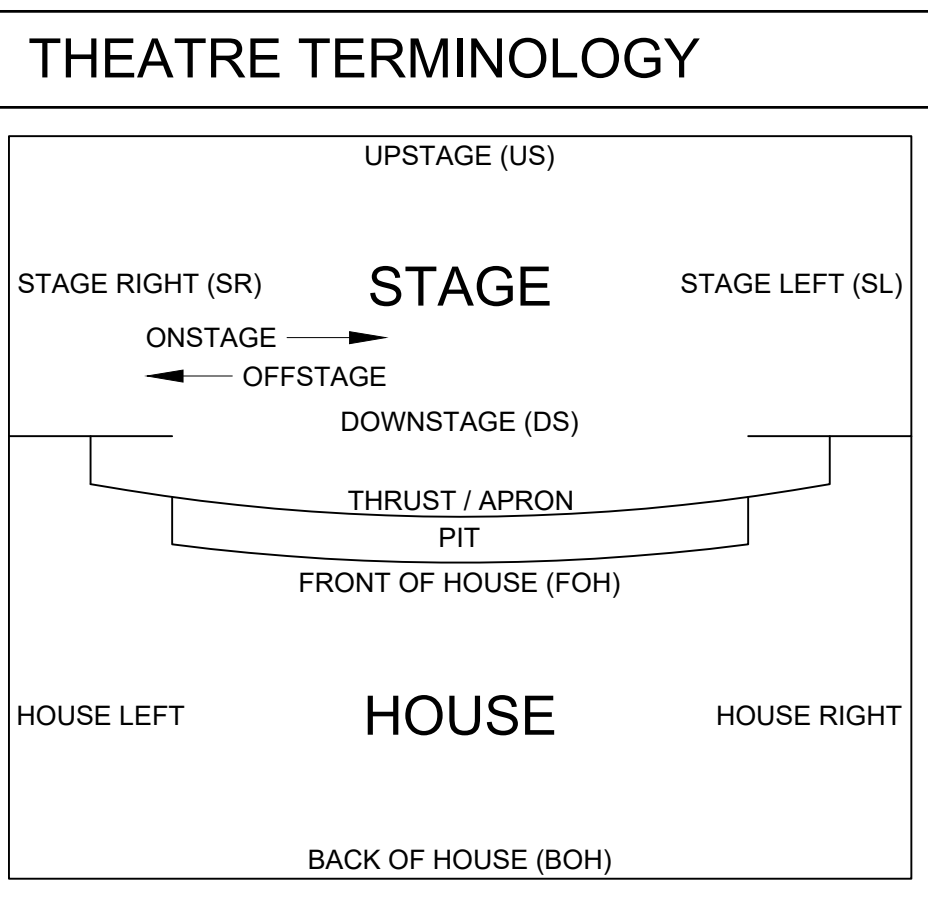 THEATRE TERMINOLOGY
UPSTAGE (US)
STAGE RIGHT (SR)
STAGE
STAGE LEFT (SL)
ONSTAGE
OFFSTAGE
DOWNSTAGE (DS)
THRUST / APRON
PIT
FRONT OF HOUSE (FOH)
HOUSE LEFT
HOUSE
HOUSE RIGHT
BACK OF HOUSE (BOH)